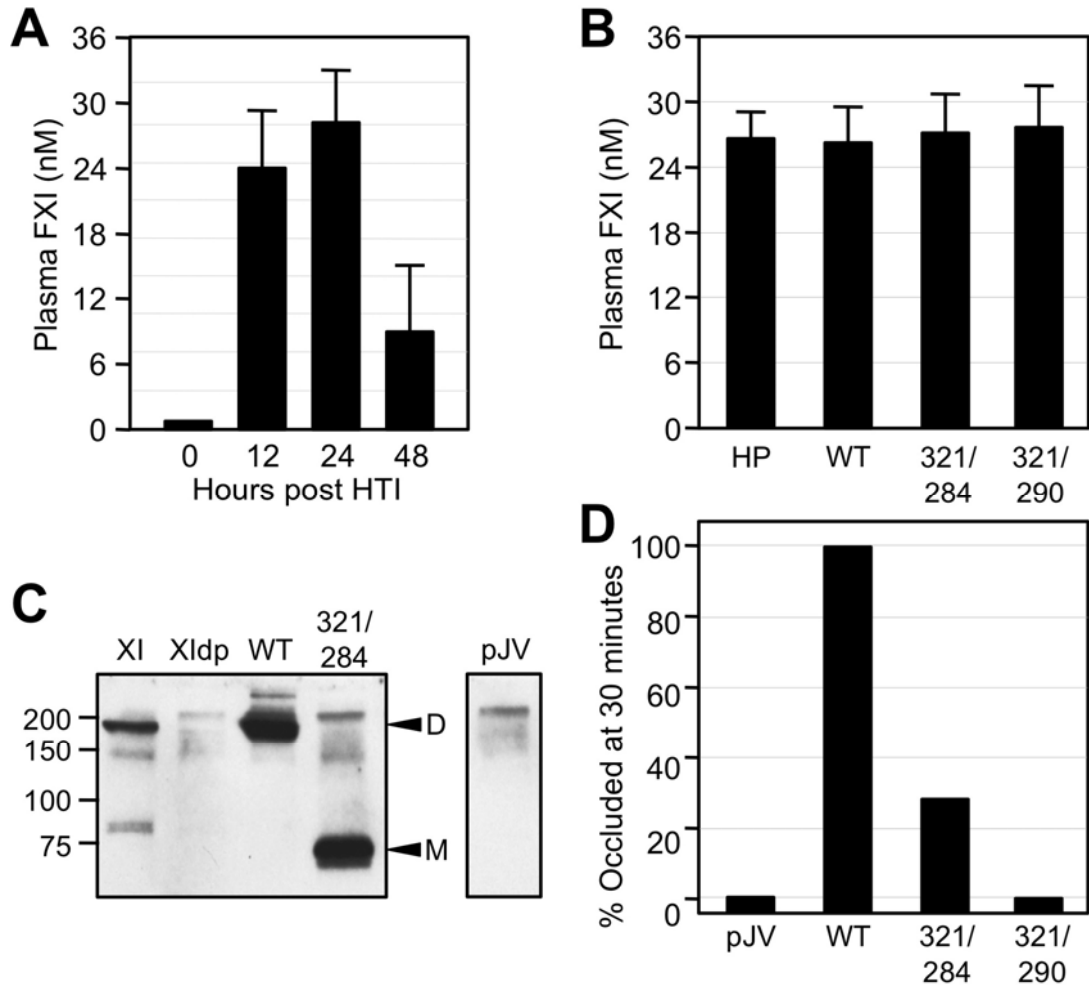 A
36
30
24
18
12
6
0
Plasma FXI (nM)
0 12 24 48
Hours post HTI
B
36
30
24
18
12
6
0
Plasma FXI (nM)
HP WT 321/ 321/
284 290
C
321/
XI XIdp WT 284
pJV
200
150
100
75
D
M
D
100
80
60
40
20
0
% Occluded at 30 minutes
pJV WT 321/ 321/
284 290